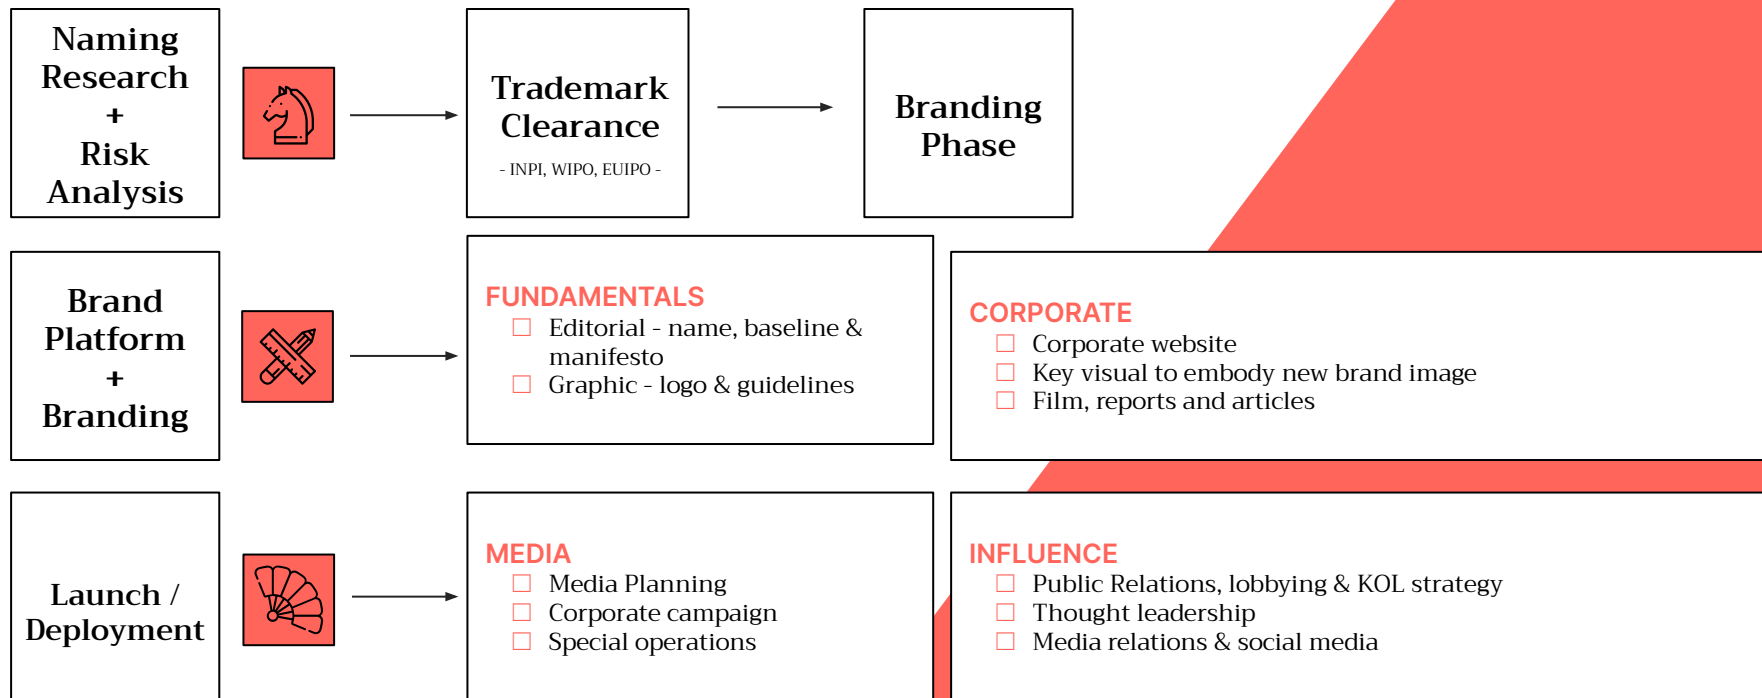 Naming
Research
+
Risk
Analysis
Trademark
Clearance
- INPI, WIPO, EUIPO -
Branding
Phase
Brand
Platform
+
Branding
FUNDAMENTALS
☐ Editorial - name, baseline &
manifesto
☐ Graphic - logo & guidelines
CORPORATE
☐ Corporate website
☐ Key visual to embody new brand image
☐ Film, reports and articles
Launch /
Deployment
MEDIA
☐ Media Planning
☐ Corporate campaign
☐ Special operations
INFLUENCE
☐ Public Relations, lobbying & KOL strategy
☐ Thought leadership
☐ Media relations & social media